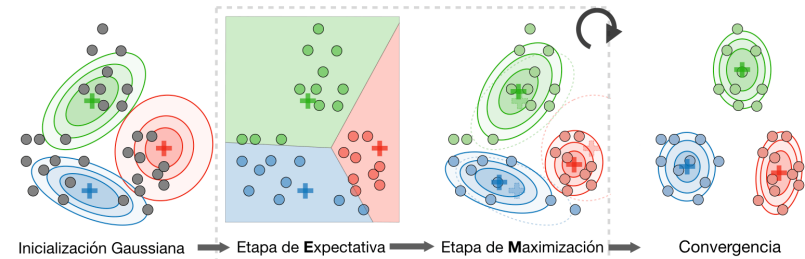 Inicialización Gaussiana
Etapa de Expectativa
Etapa de Maximización
Convergencia